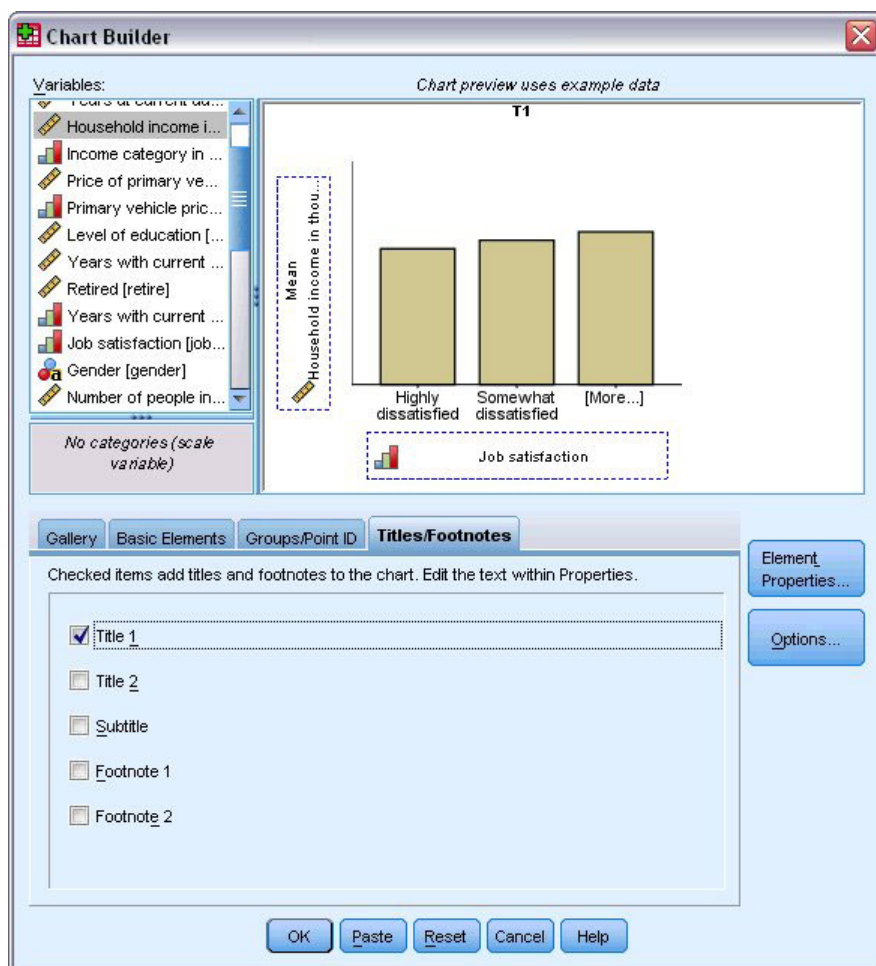 Chart Builder
Variables:
Chart preview uses example data
Household income i...
Income category in ...
Price of primary ve...
Primary vehicle pric...
Level of education [...
Years with current ...
Retired [retire]
Years with current ...
Job satisfaction [job...
Gender [gender]
Number of people in...
No categories (scale
variable)
T1
Mean
Household income in thou...
Highly
dissatisfied
Somewhat
dissatisfied
[More...]
Job satisfaction
Gallery
Basic Elements
Groups/Point ID
Titles/Footnotes
Checked items add titles and footnotes to the chart. Edit the text within Properties.
Title 1
Title 2
Subtitle
Footnote 1
Footnote 2
Element
Properties...
Options...
OK
Paste
Reset
Cancel
Help